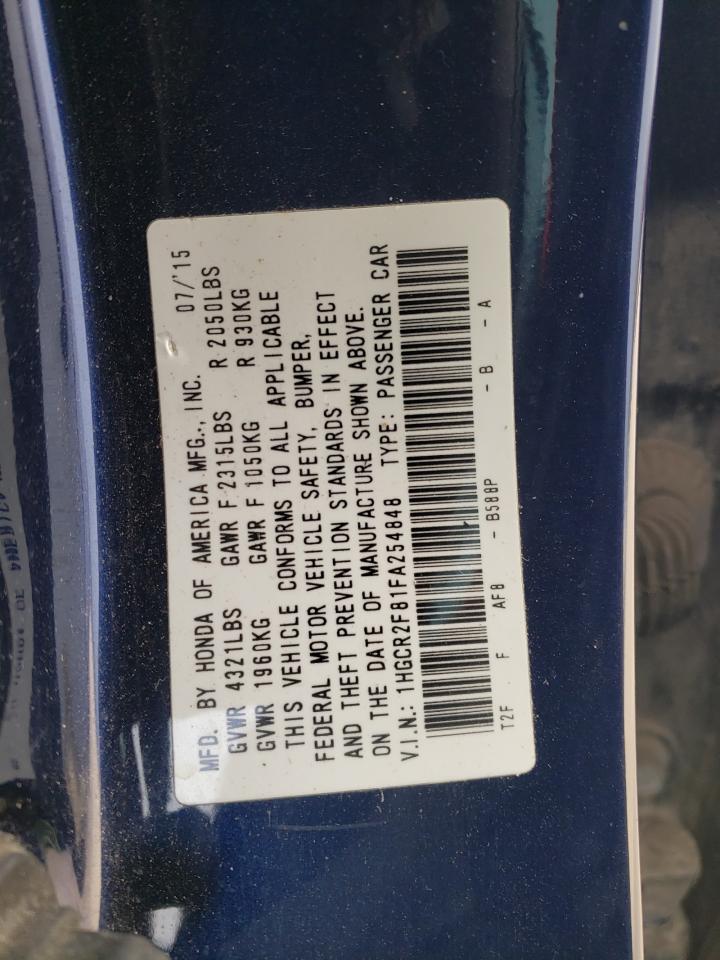 MFD. BY HONDA OF AMERICA MFG., INC. 07/'15
GVWR 4321LBS GAWR F 2315LBS R 2050LBS
GVWR 1960KG GAWR F 1050KG R 930KG
THIS VEHICLE CONFORMS TO ALL APPLICABLE
FEDERAL MOTOR VEHICLE SAFETY, BUMPER,
AND THEFT PREVENTION STANDARDS IN EFFECT
ON THE DATE OF MANUFACTURE SHOWN ABOVE.
V.I.N.: 1HGCR2F81FA254848 TYPE: PASSENGER CAR
T2F F AF8 - B588P - B - A